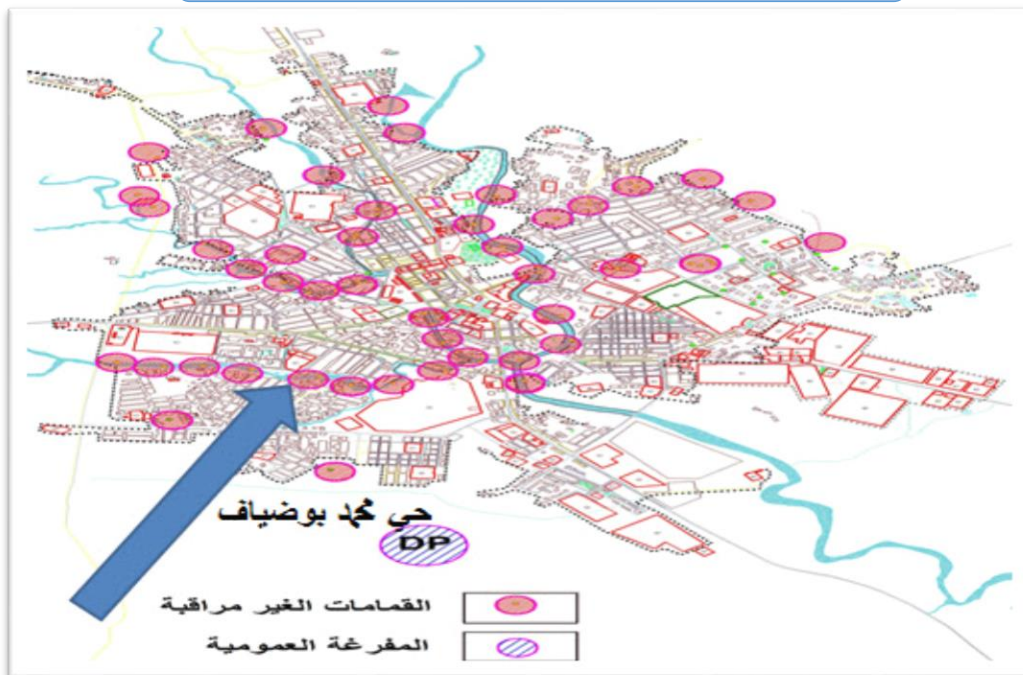 حي محمد بوضياف
DP
القمامات الغير مراقبة
المفرغة العمومية